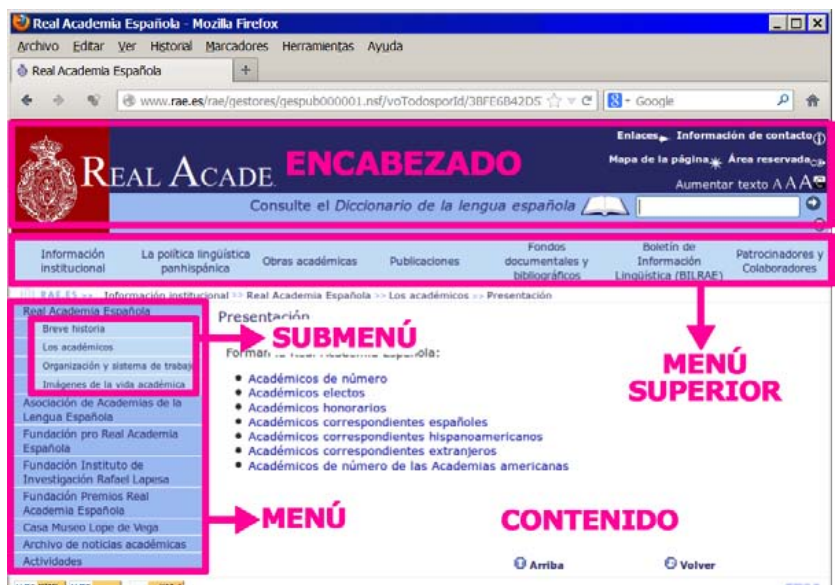 Real Academia Española - Mozilla Firefox
Archivo Editar Ver Historial Marcadores Herramientas Ayuda
Real Academia Española +
www.rae.es/rae/gestores/gespub000001.nsf/voTodosporId/3BFE6B42D5 Google
Enlaces Información de contacto
Mapa de la página Área reservada
Aumentar texto A A A
REAL ACADE ENCABEZADO
Consulte el Diccionario de la lengua española
Información institucional
La política lingüística panhispánica
Obras académicas
Publicaciones
Fondos documentales y bibliográficos
Boletín de Información Lingüística (BILRAE)
Patrocinadores y Colaboradores
RAE.ES >> Información institucional >> Real Academia Española >> Los académicos >> Presentación
Real Academia Española
Breve historia
Los académicos
Organización y sistema de trabajo
Imágenes de la vida académica
Asociación de Academias de la
Lengua Española
Fundación pro Real Academia
Española
Fundación Instituto de
Investigación Rafael Lapesa
Fundación Premios Real
Academia Española
Casa Museo Lope de Vega
Archivo de noticias académicas
Actividades
Presentación
SUBMENÚ
Española:
Académicos de número
Académicos electos
Académicos honorarios
Académicos correspondientes españoles
Académicos correspondientes hispanoamericanos
Académicos correspondientes extranjeros
Académicos de número de las Academias americanas
MENÚ
SUPERIOR
MENÚ
CONTENIDO
Arriba Volver